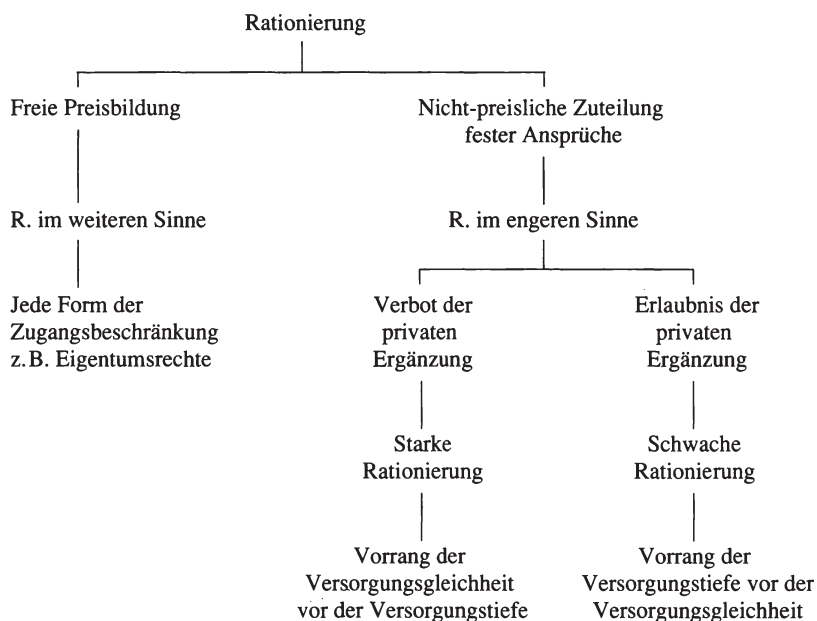 Rationierung
Freie Preisbildung
Nicht-preisliche Zuteilung
fester Ansprüche
R. im weiteren Sinne
R. im engeren Sinne
Jede Form der
Zugangsbeschränkung
z.B. Eigentumsrechte
Verbot der
privaten
Ergänzung
Erlaubnis der
privaten
Ergänzung
Starke
Rationierung
Schwache
Rationierung
Vorrang der
Versorgungsgleichheit
vor der Versorgungstiefe
Vorrang der
Versorgungstiefe vor der
Versorgungsgleichheit